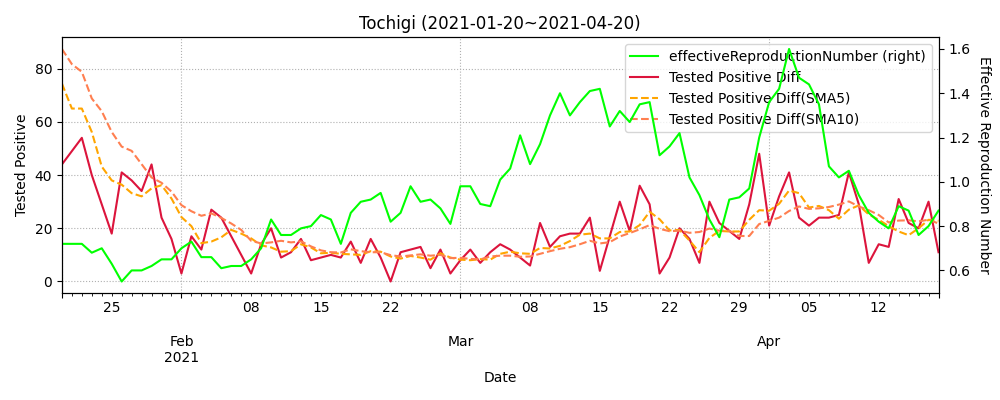 Tochigi (2021-01-20~2021-04-20)
effectiveReproductionNumber (right)
Tested Positive Diff
Tested Positive Diff(SMA5)
Tested Positive Diff(SMA10)
Tested Positive
80
60
40
20
0
1.6
1.4
1.2
1.0
0.8
0.6
Effective Reproduction Number
25 08 15 22 08 15 22 29 05 12
Feb Mar Apr
2021
Date